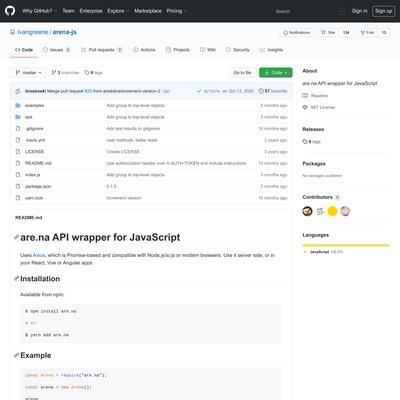 Why GitHub?
Team
Enterprise
Explore
Marketplace
Pricing
Search
Sign in
Sign up
ivangreene / arena-js
Notifications
Star 124
Fork 15
Code
Issues 3
Pull requests 2
Actions
Projects
Wiki
Security
Insights
master
3 branches
9 tags
Go to file
Code
broskoski Merge pull request #25 from anedotna/increment-version-2
on Oct 13, 2020
57 commits
examples Add group to top-level objects 5 months ago
test Add group to top-level objects 5 months ago
.gitignore Add test results to gitignore 16 months ago
.travis.yml user methods, better tests 3 years ago
LICENSE Create LICENSE 3 years ago
README.md Use authorization header over X-AUTH-TOKEN and include instructions 15 months ago
index.js Add group to top-level objects 5 months ago
package.json 0.1.5 5 months ago
yarn.lock Increment version 16 months ago
README.md
are.na API wrapper for JavaScript
Uses Axios, which is Promise-based and compatible with Node.js/io.js or modern browsers. Use it server side, or in
your React, Vue or Angular apps.
Installation
Available from npm:
$ npm install are.na
# or:
$ yarn add are.na
Example
const Arena = require("are.na");
const arena = new Arena();
arena
About
are.na API wrapper for JavaScript
Readme
MIT License
Releases
9 tags
Packages
No packages published
Contributors 5
Languages
JavaScript 100.0%